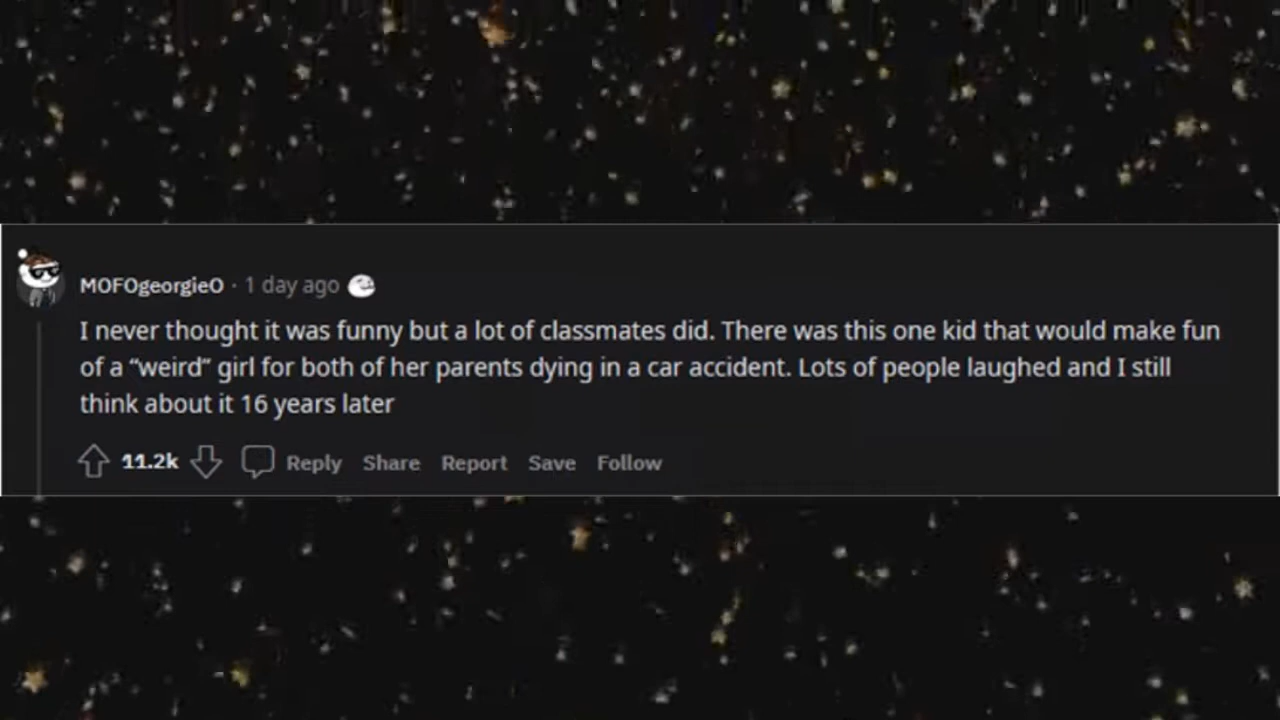 MOFOgeorgieO · 1 day ago
I never thought it was funny but a lot of classmates did. There was this one kid that would make fun
of a “weird” girl for both of her parents dying in a car accident. Lots of people laughed and I still
think about it 16 years later
11.2k Reply Share Report Save Follow